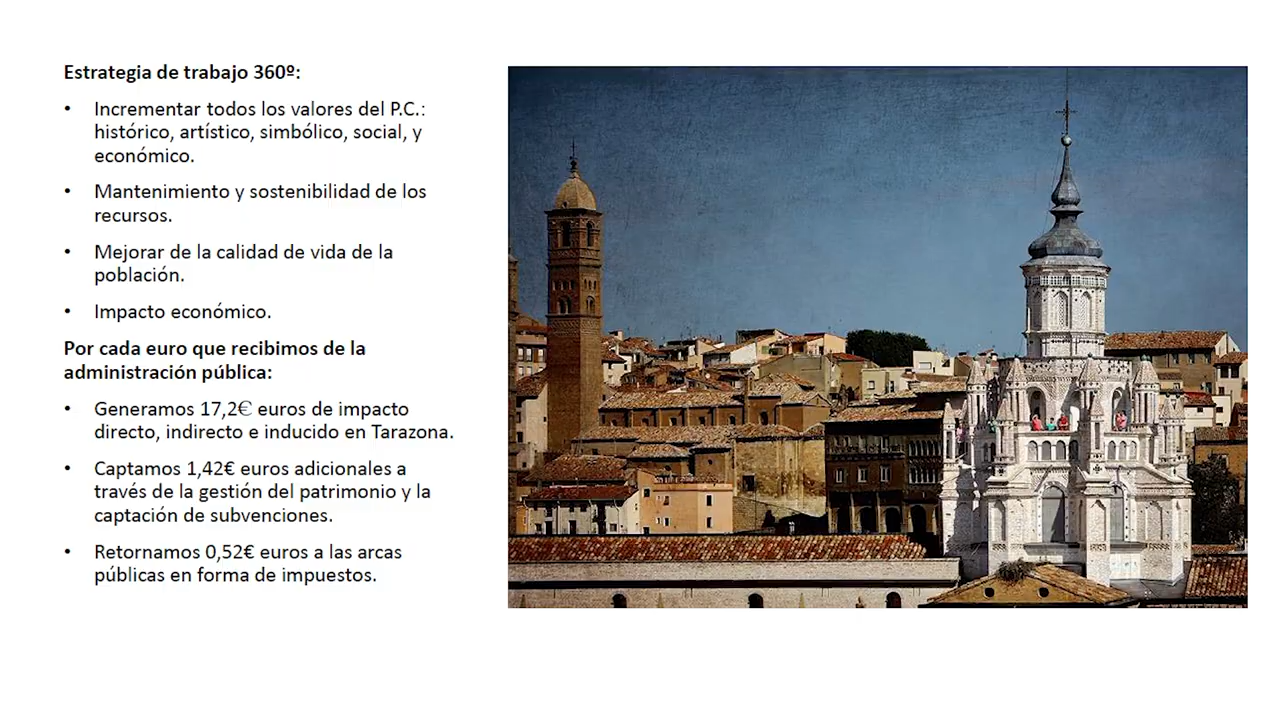 Estrategia de trabajo 360º:
• Incrementar todos los valores del P.C.:
histórico, artístico, simbólico, social, y
económico.
• Mantenimiento y sostenibilidad de los
recursos.
• Mejorar de la calidad de vida de la
población.
• Impacto económico.
Por cada euro que recibimos de la
administración pública:
• Generamos 17,2€ euros de impacto
directo, indirecto e inducido en Tarazona.
• Captamos 1,42€ euros adicionales a
través de la gestión del patrimonio y la
captación de subvenciones.
• Retornamos 0,52€ euros a las arcas
públicas en forma de impuestos.